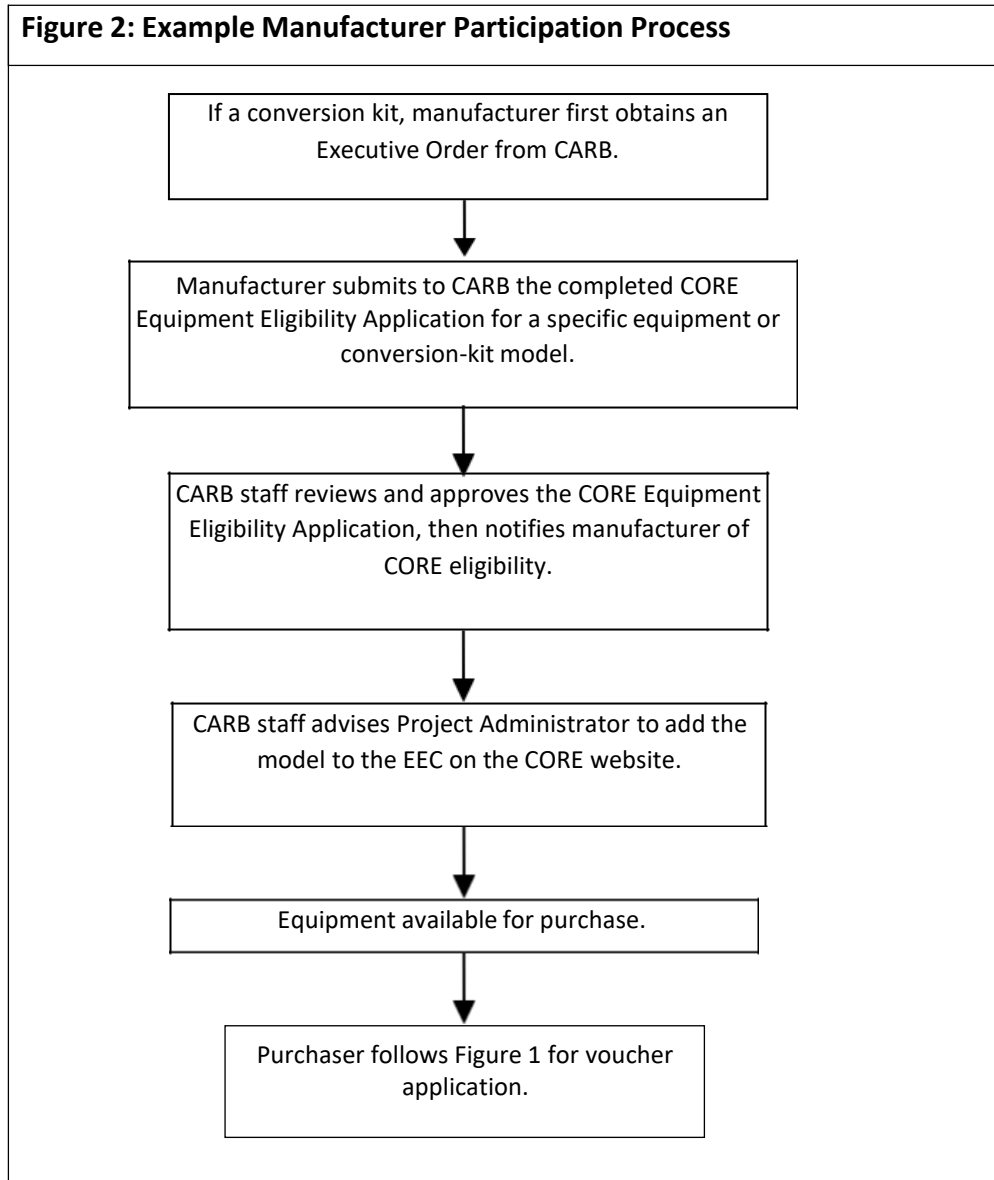 Figure 2: Example Manufacturer Participation Process
If a conversion kit, manufacturer first obtains an
Executive Order from CARB.
Manufacturer submits to CARB the completed CORE
Equipment Eligibility Application for a specific equipment or
conversion-kit model.
CARB staff reviews and approves the CORE Equipment
Eligibility Application, then notifies manufacturer of
CORE eligibility.
CARB staff advises Project Administrator to add the
model to the EEC on the CORE website.
Equipment available for purchase.
Purchaser follows Figure 1 for voucher
application.